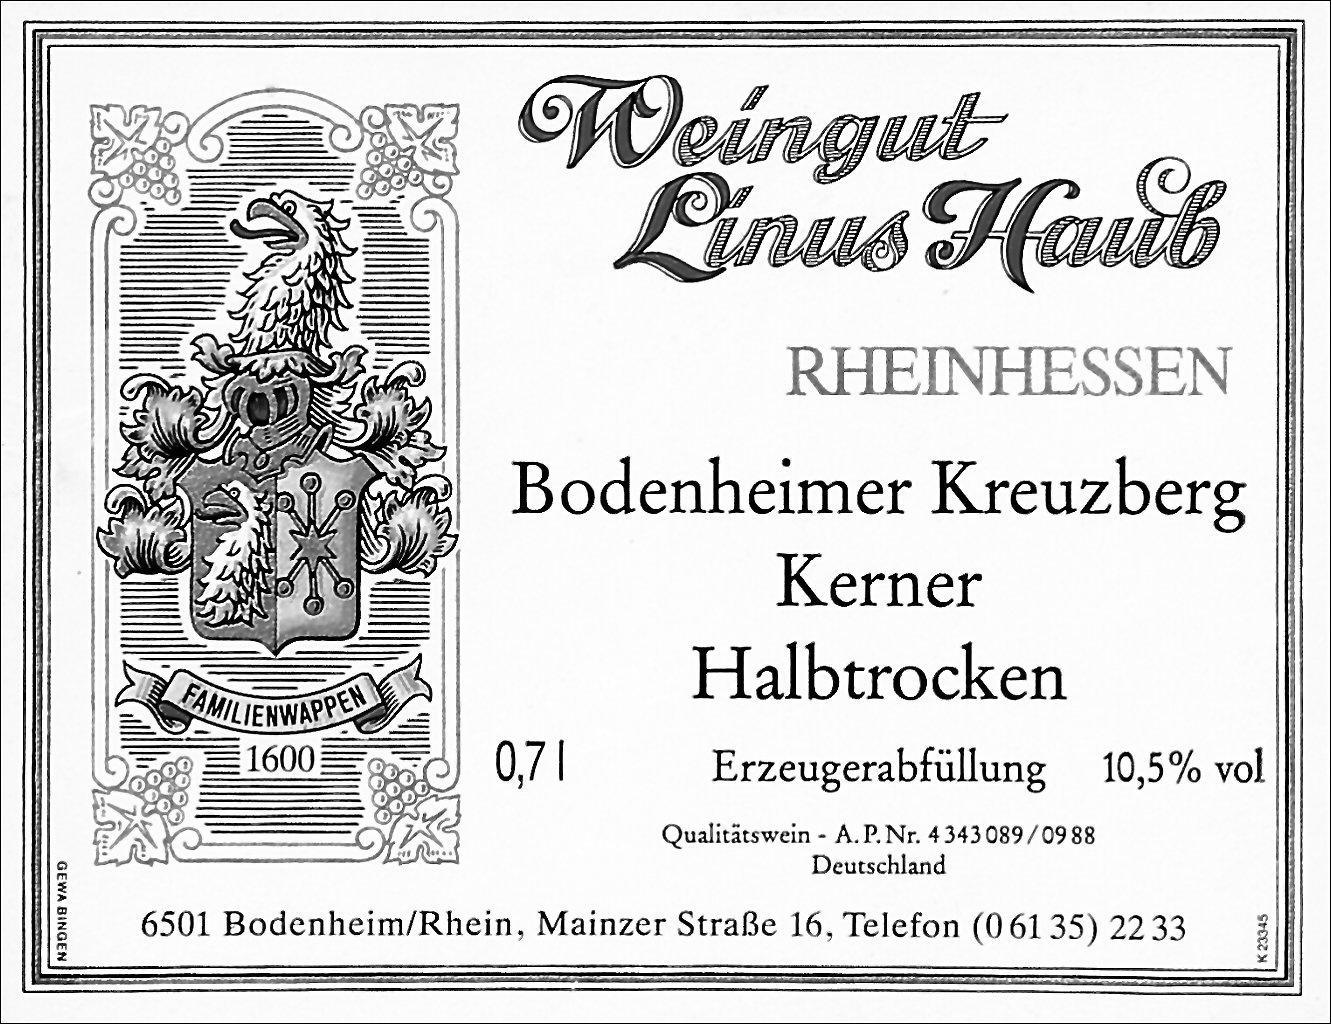 Weingut
Linus Haub
RHEINHESSEN
Bodenheimer Kreuzberg
Kerner
Halbtrocken
FAMILIENWAPPEN
1600
0,7 l Erzeugerabfüllung 10,5% vol
Qualitätswein - A. P. Nr. 4 343 089 / 09 88
Deutschland
6501 Bodenheim/Rhein, Mainzer Straße 16, Telefon (0 61 35) 22 33
GEWA BINGEN
K 23345